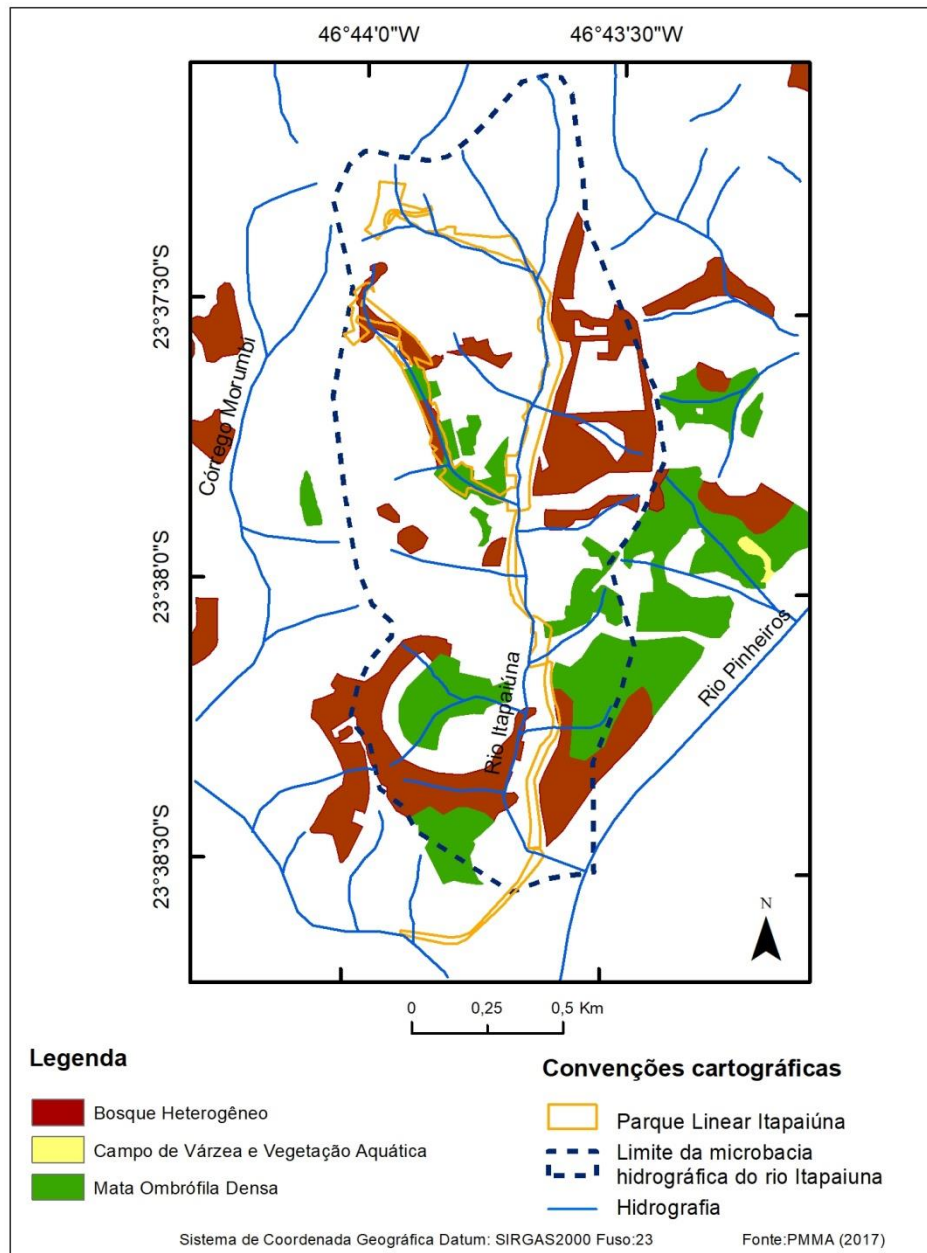 46°44'0"W
46°43'30"W
23°37'30"S
23°38'0"S
23°38'30"S
Córrego Morumbi
Rio Itapaiúna
Rio Pinheiros
N
0 0,25 0,5 Km
Legenda
Bosque Heterogêneo
Campo de Várzea e Vegetação Aquática
Mata Ombrófila Densa
Convenções cartográficas
Parque Linear Itapaiúna
Limite da microbacia
hidrográfica do rio Itapaiuna
Hidrografia
Sistema de Coordenada Geográfica Datum: SIRGAS2000 Fuso:23
Fonte:PMMA (2017)